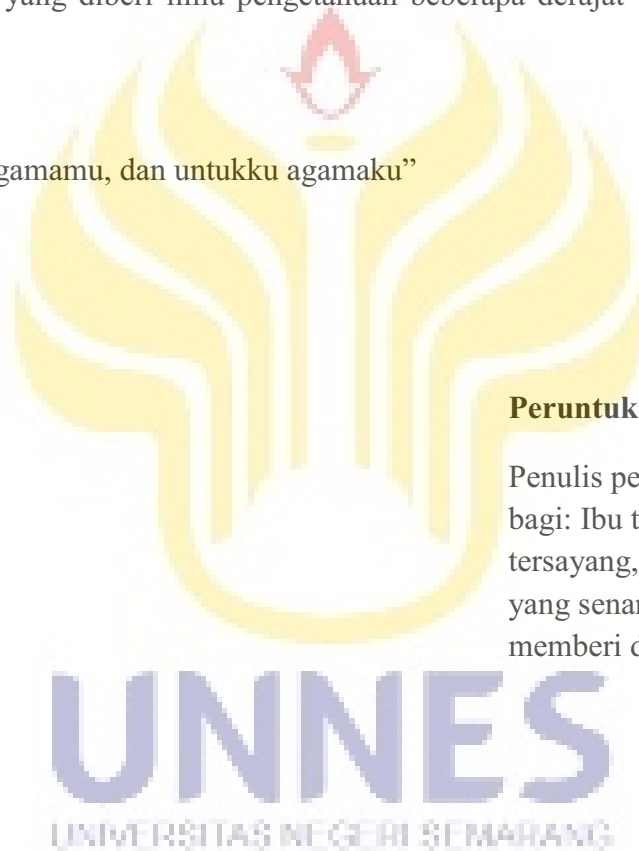 yang diberi ilmu pengetahuan beberapa derajat
gamamu, dan untukku agamaku”
Peruntuk
Penulis pe
bagi: Ibu t
tersayang,
yang senan
memberi d
UNNES
UNIVERSITAS NEGERI SEMARANG